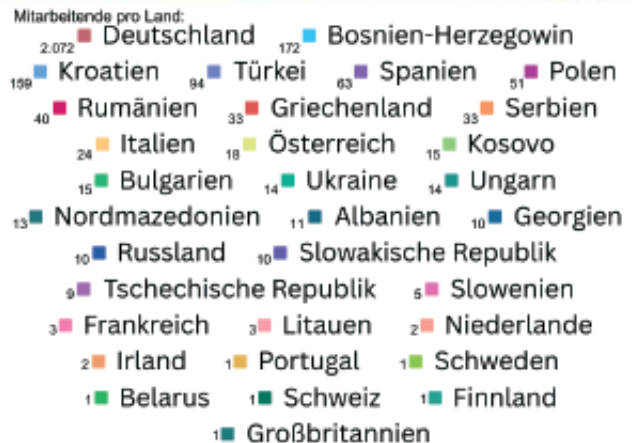 Mitarbeitende pro Land:
2.072 Deutschland 172 Bosnien-Herzegowin
159 Kroatien 94 Türkei 63 Spanien 51 Polen
40 Rumänien 33 Griechenland 33 Serbien
24 Italien 18 Österreich 15 Kosovo
15 Bulgarien 14 Ukraine 14 Ungarn
13 Nordmazedonien 11 Albanien 10 Georgien
10 Russland 10 Slowakische Republik
9 Tschechische Republik 5 Slowenien
3 Frankreich 3 Litauen 2 Niederlande
2 Irland 1 Portugal 1 Schweden
1 Belarus 1 Schweiz 1 Finnland
1 Großbritannien